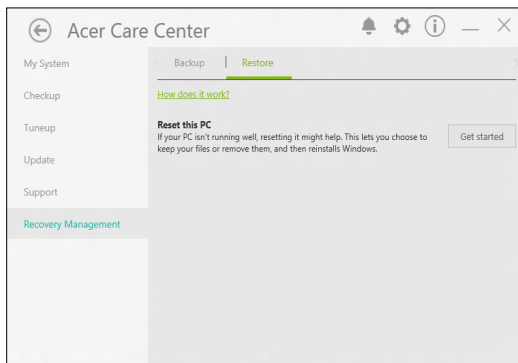 Acer Care Center
My System
Checkup
Tuneup
Update
Support
Recovery Management
Backup | Restore
How does it work?
Reset this PC
If your PC isn't running well, resetting it might help. This lets you choose to
keep your files or remove them, and then reinstalls Windows.
Get started